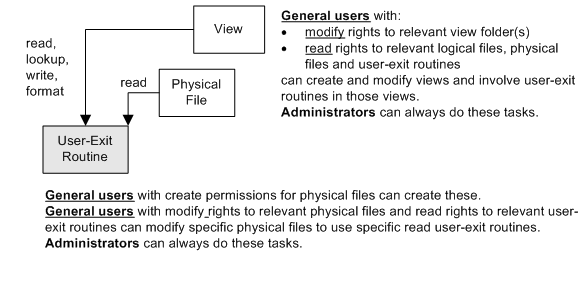 General users with:
• modify rights to relevant view folder(s)
• read rights to relevant logical files, physical
files and user-exit routines
can create and modify views and involve user-exit
routines in those views.
Administrators can always do these tasks.
View
read,
lookup,
write,
format
read
Physical
File
User-Exit
Routine
General users with create permissions for physical files can create these.
General users with modify rights to relevant physical files and read rights to relevant user-
exit routines can modify specific physical files to use specific read user-exit routines.
Administrators can always do these tasks.